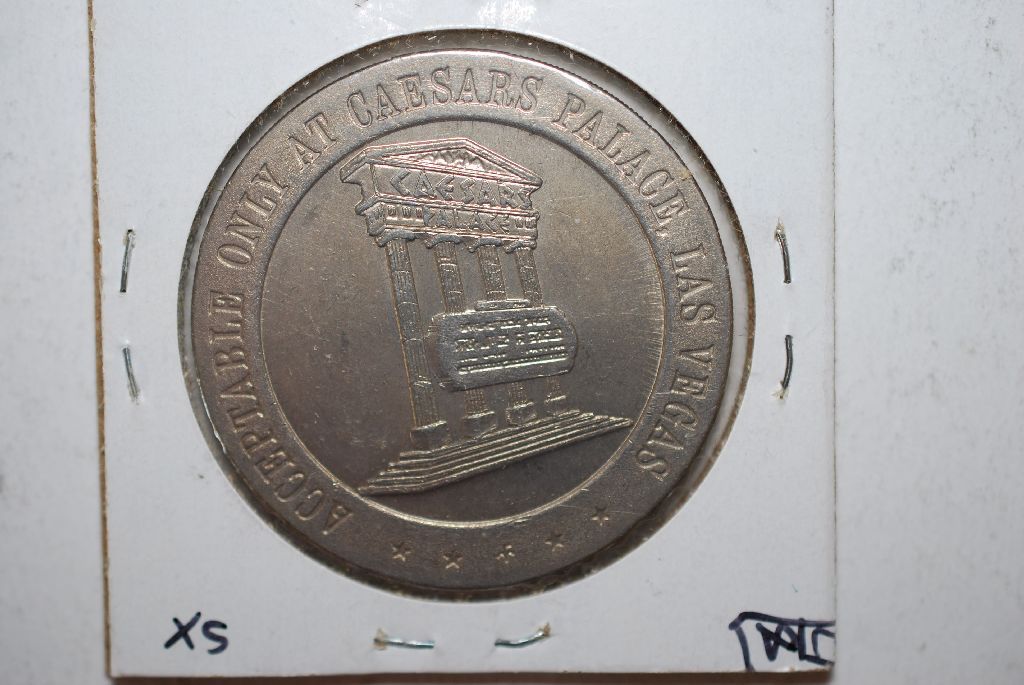 ACCEPTABLE ONLY AT CAESARS PALACE, LAS VEGAS
CAESARS
PALACE
XS